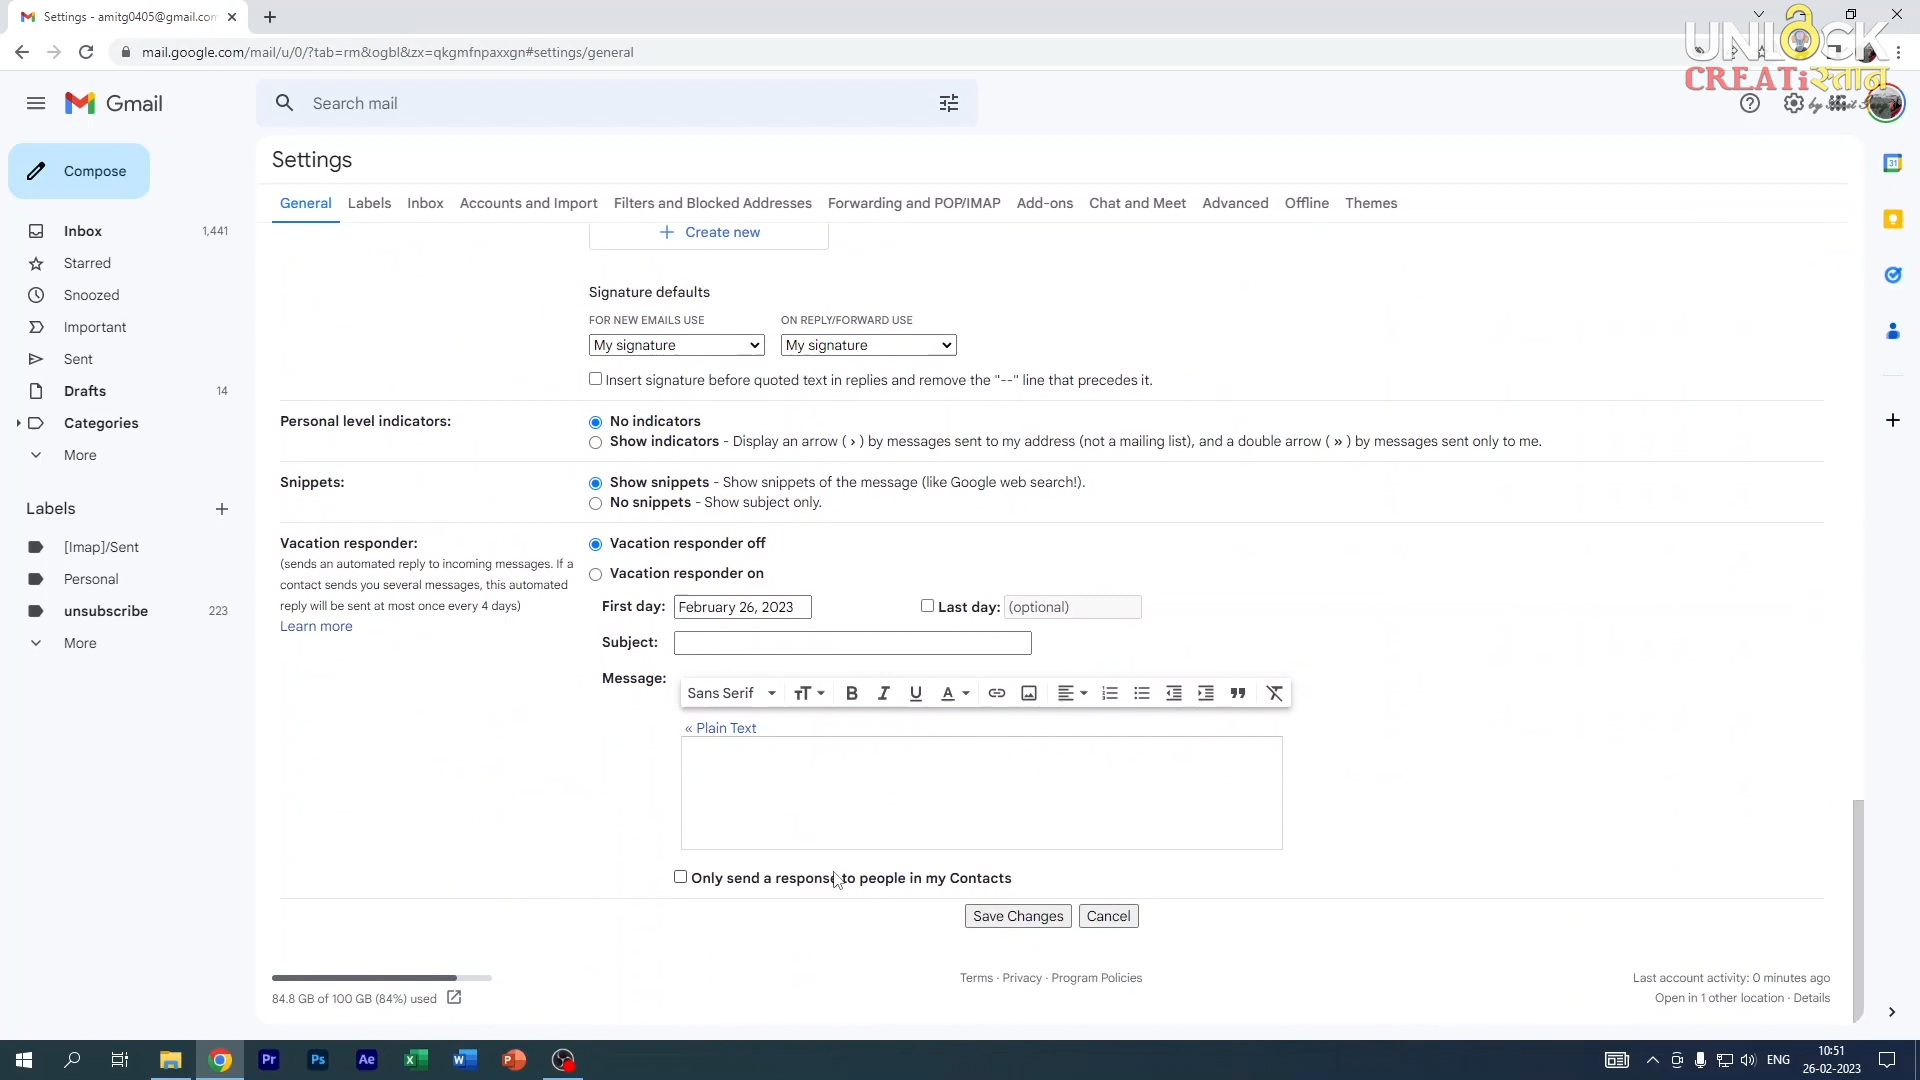 Settings - amitg0405@gmail.com
mail.google.com/mail/u/0/?tab=rm&ogbl&zx=qkgmfnpaxxgn#settings/general
UNLOCK
CREATiस्तान
Gmail
Search mail
Compose
Inbox 1,441
Starred
Snoozed
Important
Sent
Drafts 14
Categories
More
Labels
[Imap]/Sent
Personal
unsubscribe 223
More
Settings
General Labels Inbox Accounts and Import Filters and Blocked Addresses Forwarding and POP/IMAP Add-ons Chat and Meet Advanced Offline Themes
Create new
Signature defaults
FOR NEW EMAILS USE ON REPLY/FORWARD USE
My signature My signature
Insert signature before quoted text in replies and remove the "--" line that precedes it.
Personal level indicators: No indicators
Show indicators - Display an arrow ( › ) by messages sent to my address (not a mailing list), and a double arrow ( » ) by messages sent only to me.
Snippets: Show snippets - Show snippets of the message (like Google web search!).
No snippets - Show subject only.
Vacation responder: Vacation responder off
(sends an automated reply to incoming messages. If a
contact sends you several messages, this automated
reply will be sent at most once every 4 days)
Learn more
Vacation responder on
First day: February 26, 2023 Last day: (optional)
Subject:
Message:
Sans Serif
« Plain Text
Only send a response to people in my Contacts
Save Changes Cancel
84.8 GB of 100 GB (84%) used
Terms · Privacy · Program Policies
Last account activity: 0 minutes ago
Open in 1 other location · Details
31
Pr Ps Ae
ENG
10:51
26-02-2023